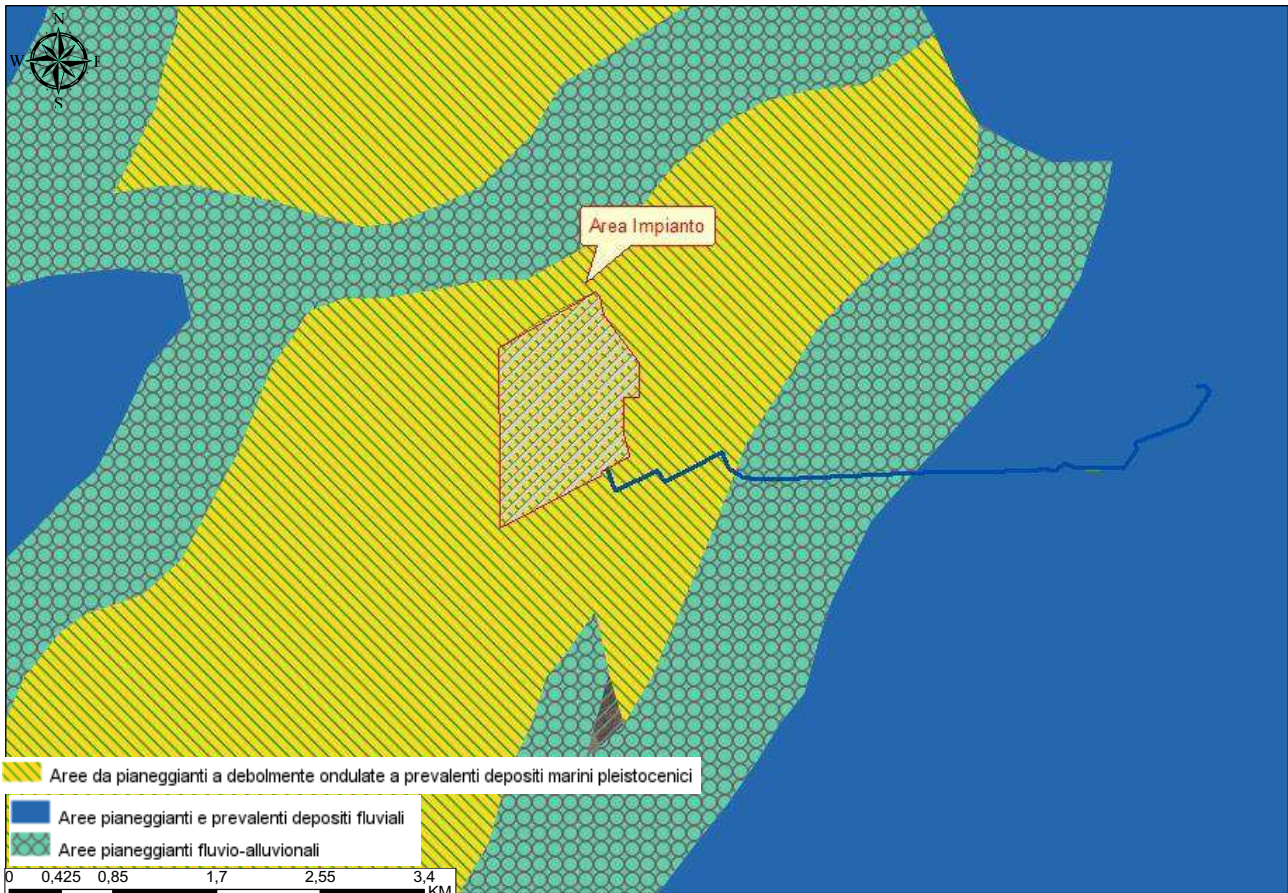 N
W E
S
Area Impianto
Aree da pianeggianti a debolmente ondulate a prevalenti depositi marini pleistocenici
Aree pianeggianti e prevalenti depositi fluviali
Aree pianeggianti fluvio-alluvionali
0 0,425 0,85 1,7 2,55 3,4
KM